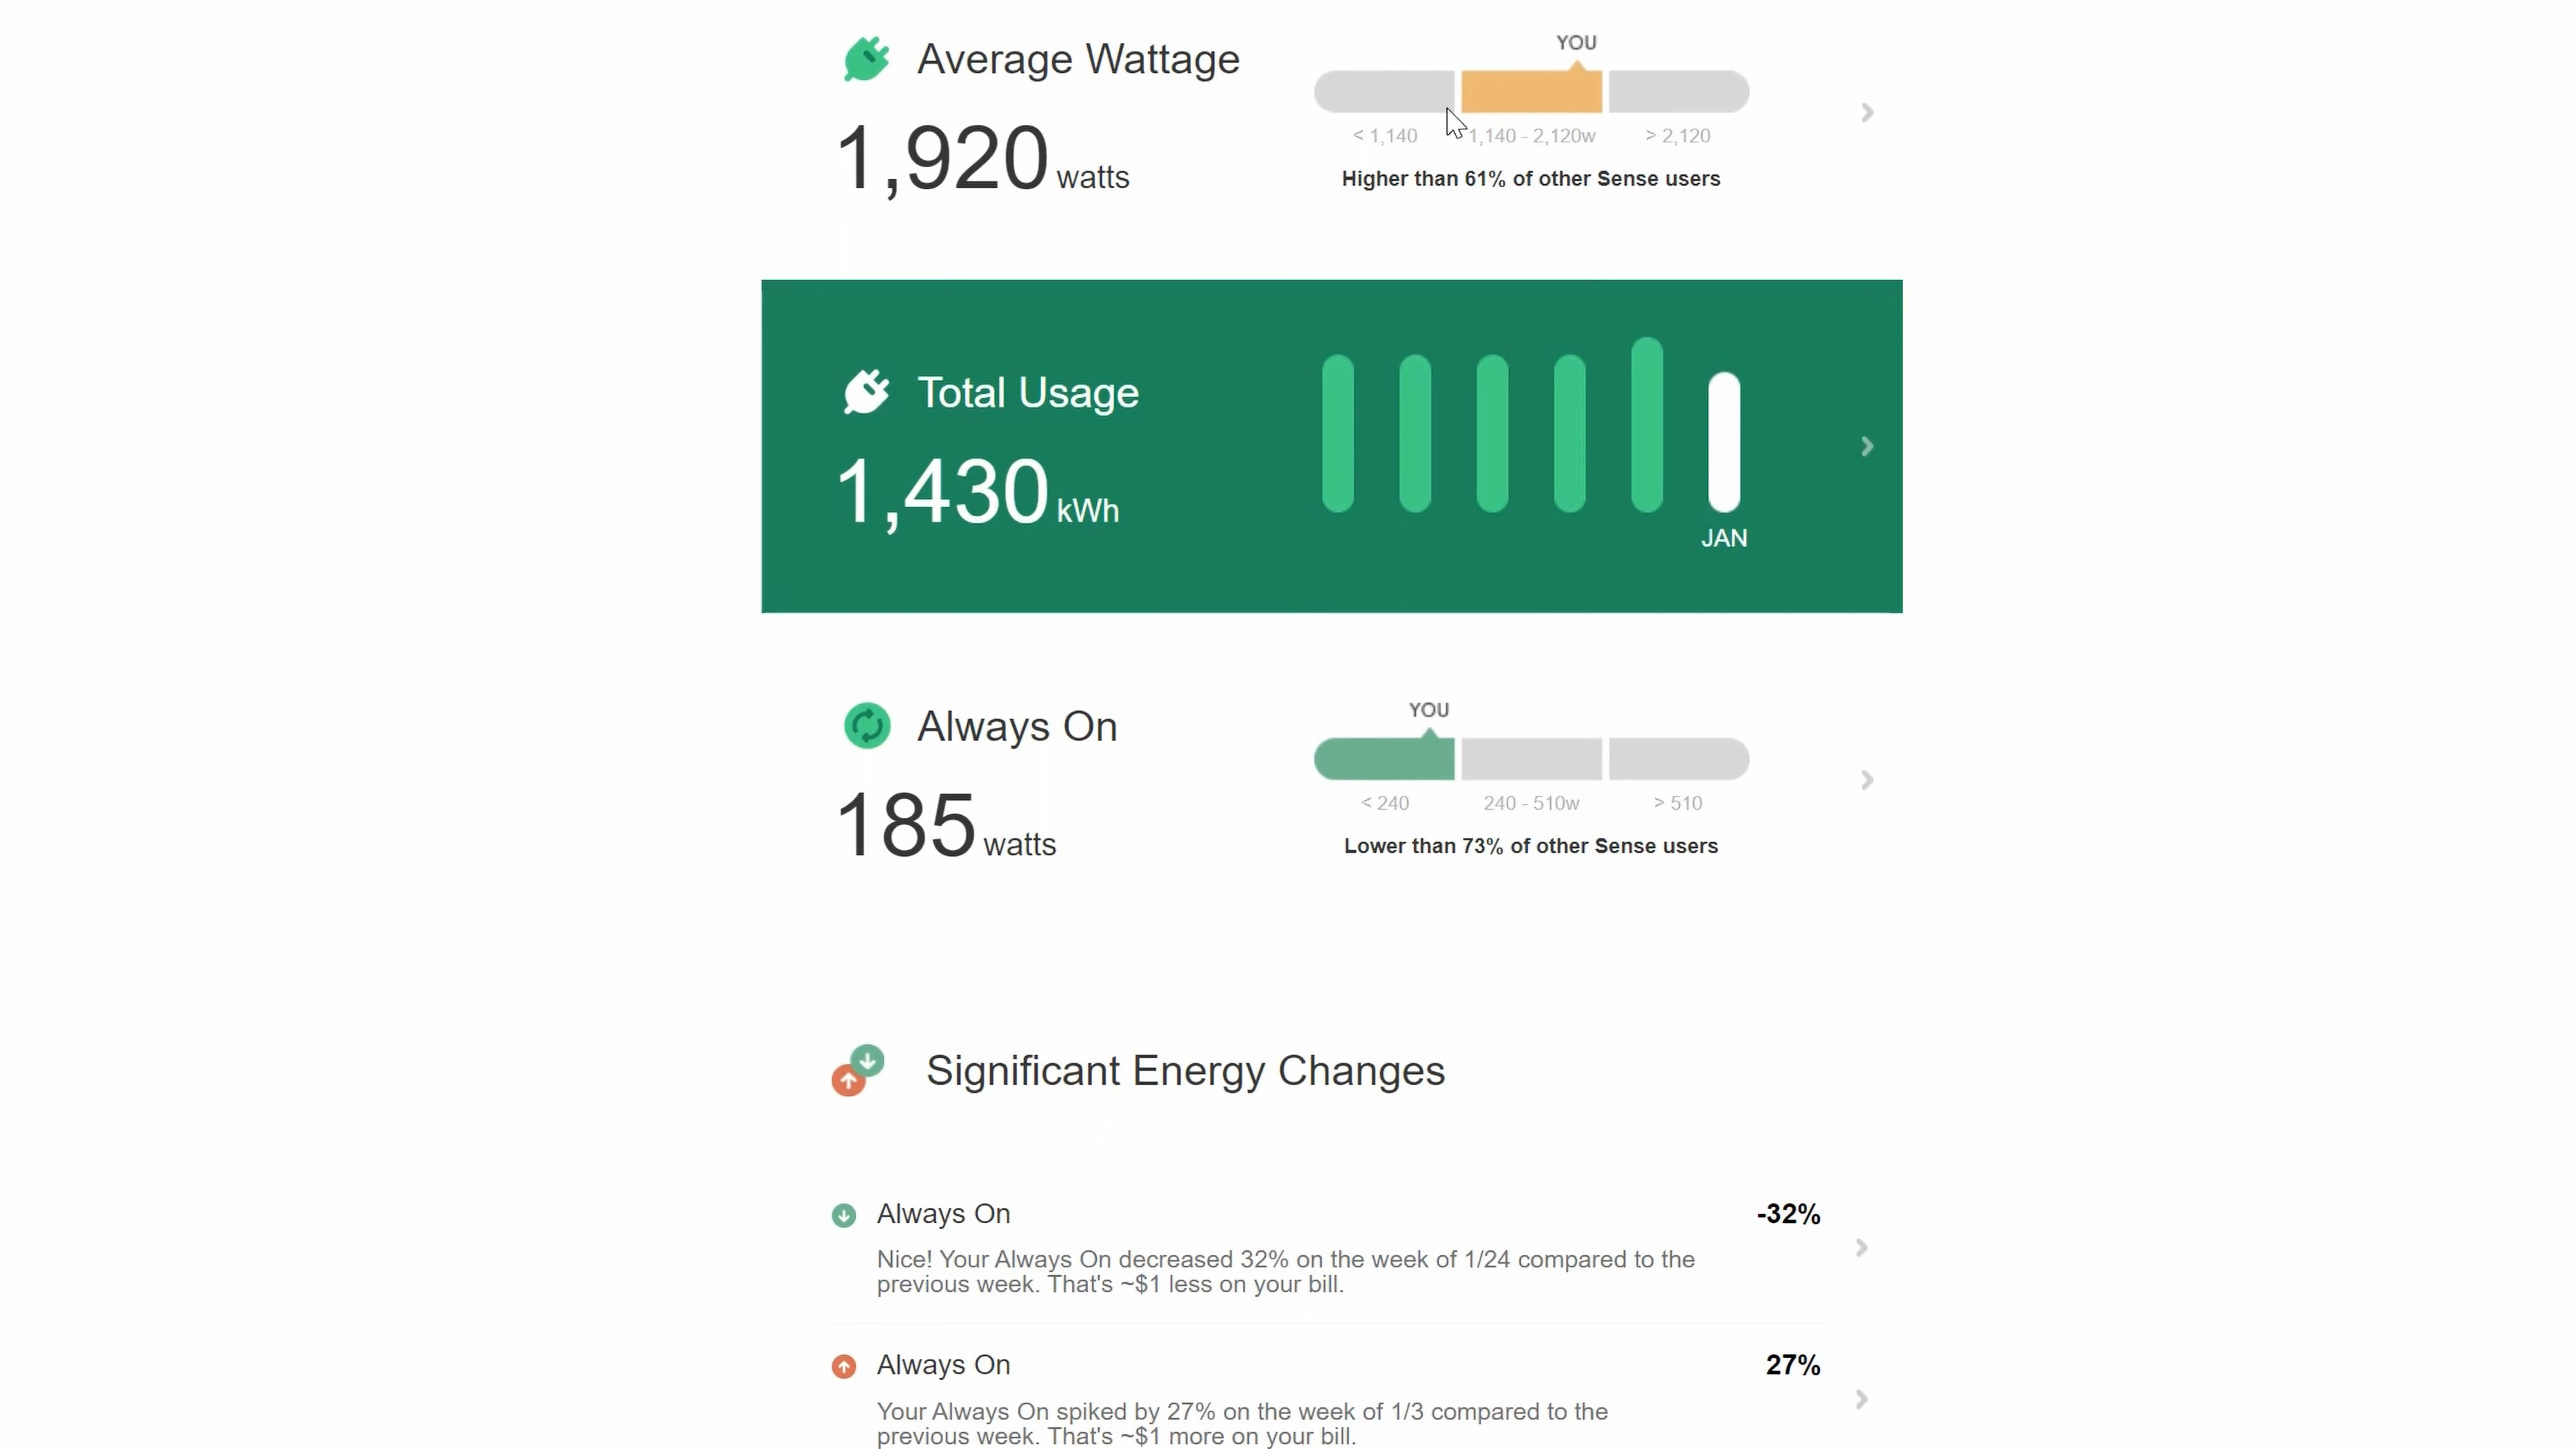 Average Wattage
YOU
1,920 watts
< 1,140
1,140 - 2,120w
> 2,120
Higher than 61% of other Sense users
Total Usage
1,430 kWh
JAN
Always On
YOU
185 watts
< 240
240 - 510w
> 510
Lower than 73% of other Sense users
Significant Energy Changes
Always On
-32%
Nice! Your Always On decreased 32% on the week of 1/24 compared to the
previous week. That's ~$1 less on your bill.
Always On
27%
Your Always On spiked by 27% on the week of 1/3 compared to the
previous week. That's ~$1 more on your bill.